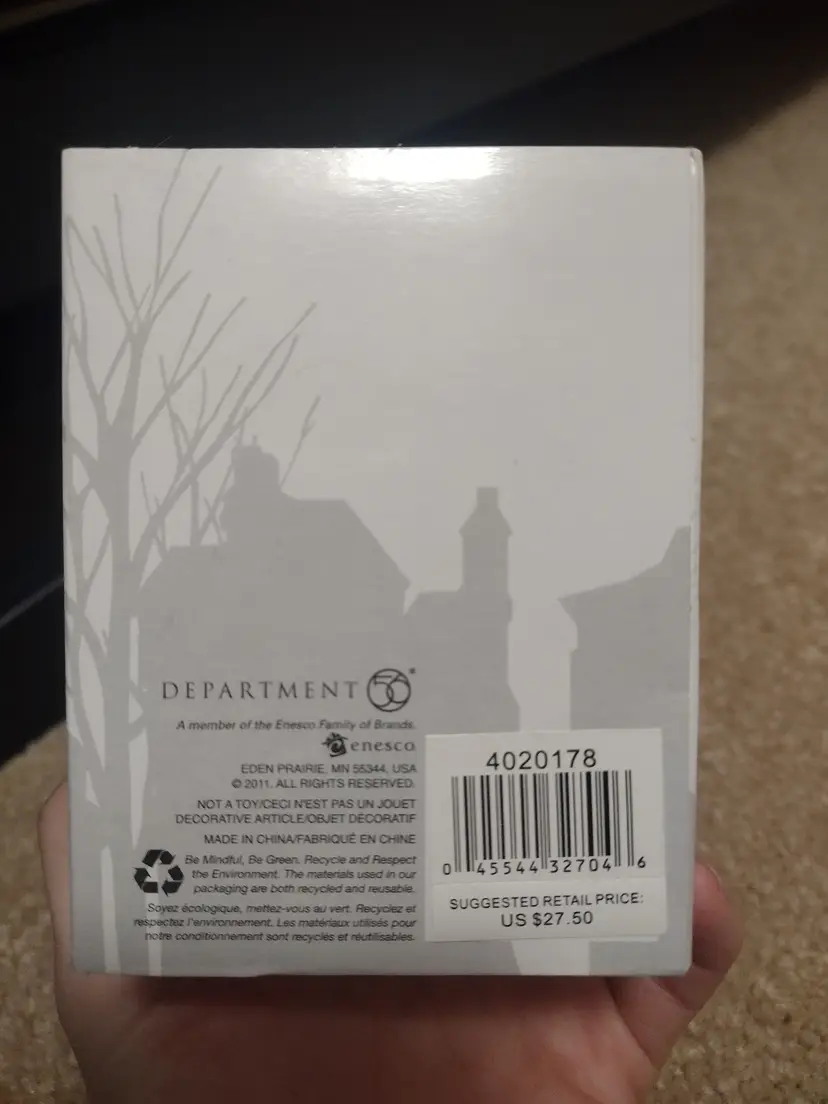 DEPARTMENT 56®
A member of the Enesco Family of Brands.
enesco
EDEN PRAIRIE, MN 55344, USA
© 2011. ALL RIGHTS RESERVED.
NOT A TOY/CECI N'EST PAS UN JOUET
DECORATIVE ARTICLE/OBJET DÉCORATIF
MADE IN CHINA/FABRIQUÉ EN CHINE
Be Mindful, Be Green. Recycle and Respect
the Environment. The materials used in our
packaging are both recycled and reusable.
Soyez écologique, mettez-vous au vert. Recyclez et
respectez l'environnement. Les matériaux utilisés pour
notre conditionnement sont recyclés et réutilisables.
4020178
0 45544 32704 6
SUGGESTED RETAIL PRICE:
US $27.50